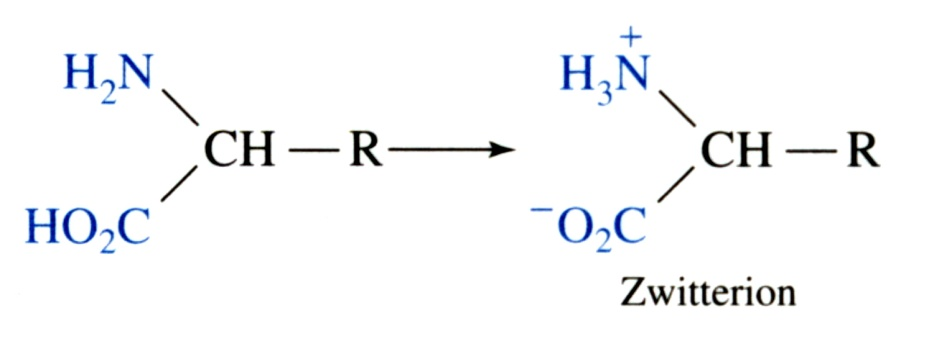 H₂N
CH—R
HO₂C
+
H₃N
CH—R
⁻O₂C
Zwitterion